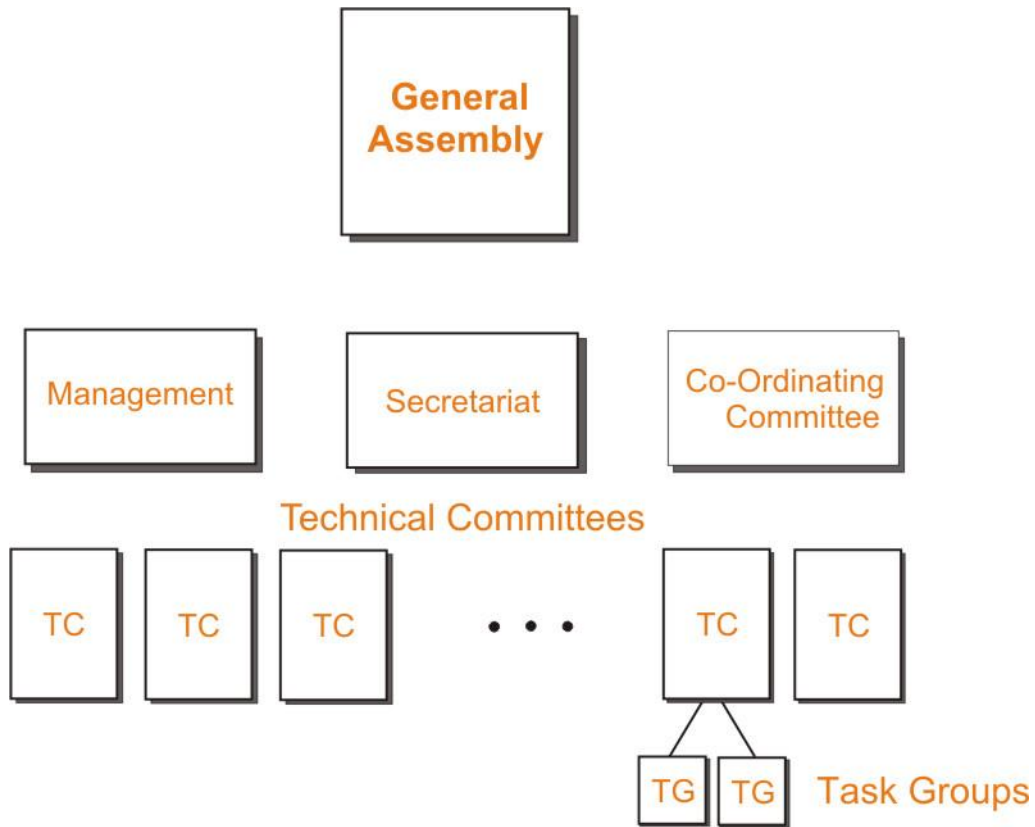 General
Assembly
Management
Secretariat
Co-Ordinating
Committee
Technical Committees
TC
TC
TC
TC
TC
TG
TG
Task Groups